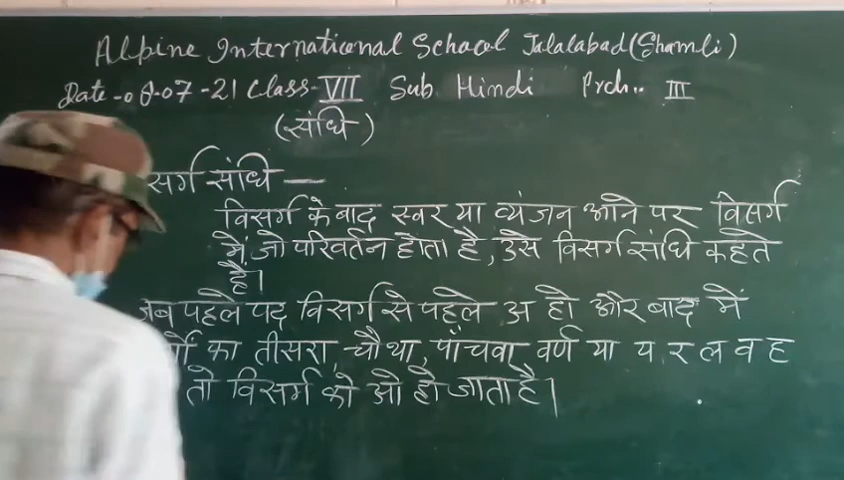 Alpine International School Jalalabad (Shamli)
Date -0 .07 -21 Class- VII Sub Hindi Prch.. III
(संधि)
सर्ग संधि —
विसर्ग के बाद स्वर या व्यंजन आने पर विसर्ग
में जो परिवर्तन होता है, उसे विसर्ग संधि कहते
है।
जब पहले पद विसर्ग से पहले अ हो और बाद में
का तीसरा, चौथा, पांचवा वर्ण या य, र ल व ह
तो विसर्ग को ओ हो जाता है।